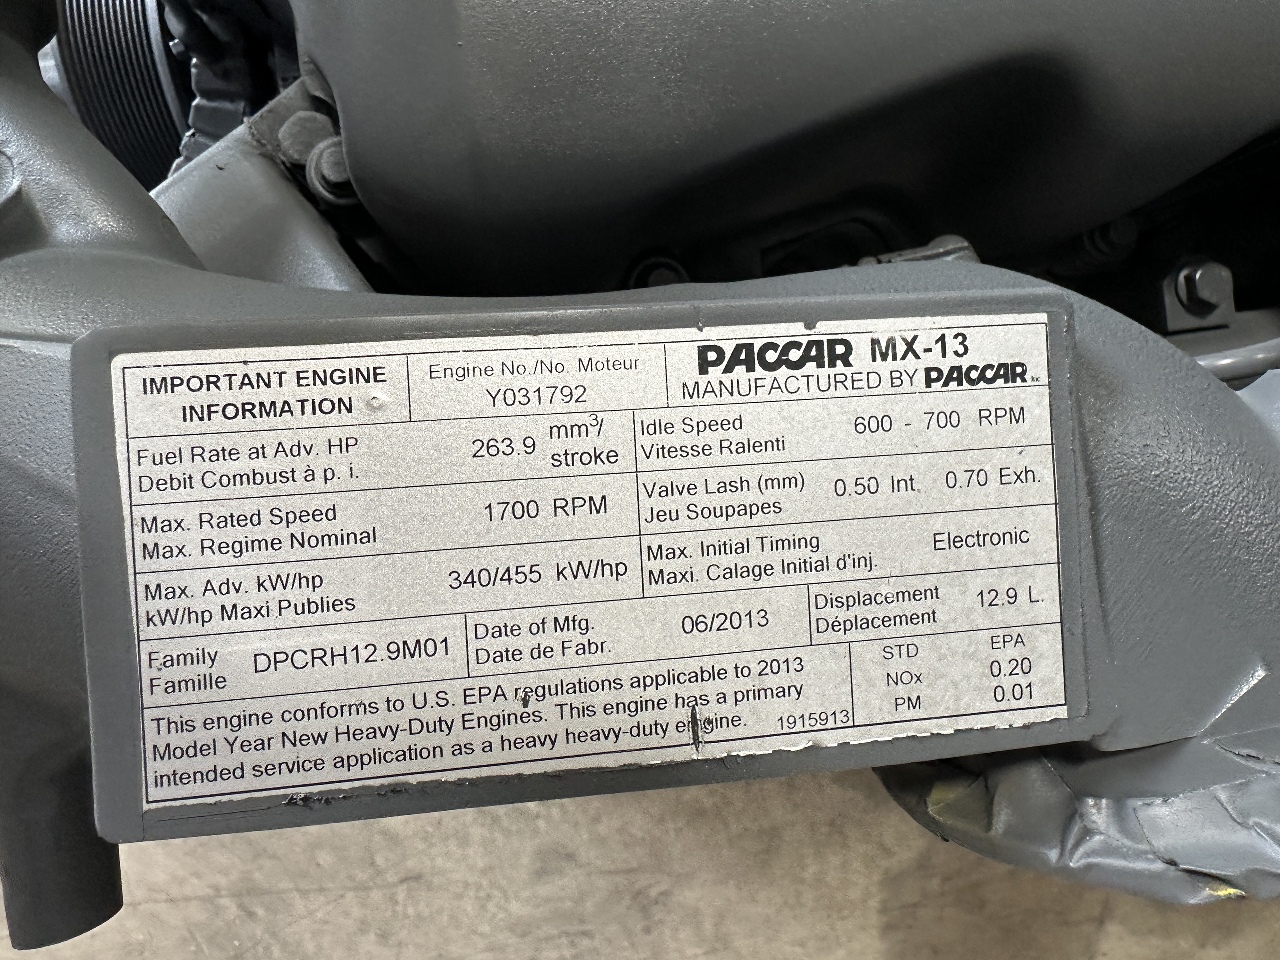 IMPORTANT ENGINE
INFORMATION
Engine No./No. Moteur
Y031792
PACCAR MX-13
MANUFACTURED BY PACCAR INC
Fuel Rate at Adv. HP
Debit Combust à p. i.
263.9 mm3/
stroke
Idle Speed
Vitesse Ralenti
600 - 700 RPM
Max. Rated Speed
Max. Regime Nominal
1700 RPM
Valve Lash (mm)
Jeu Soupapes
0.50 Int. 0.70 Exh.
Max. Adv. kW/hp
kW/hp Maxi Publies
340/455 kW/hp
Max. Initial Timing
Maxi. Calage Initial d'inj.
Electronic
Family
Famille
DPCRH12.9M01
Date of Mfg.
Date de Fabr.
06/2013
Displacement
Déplacement
12.9 L.
This engine conforms to U.S. EPA regulations applicable to 2013
Model Year New Heavy-Duty Engines. This engine has a primary
intended service application as a heavy heavy-duty engine. 1915913
STD EPA
NOx 0.20
PM 0.01